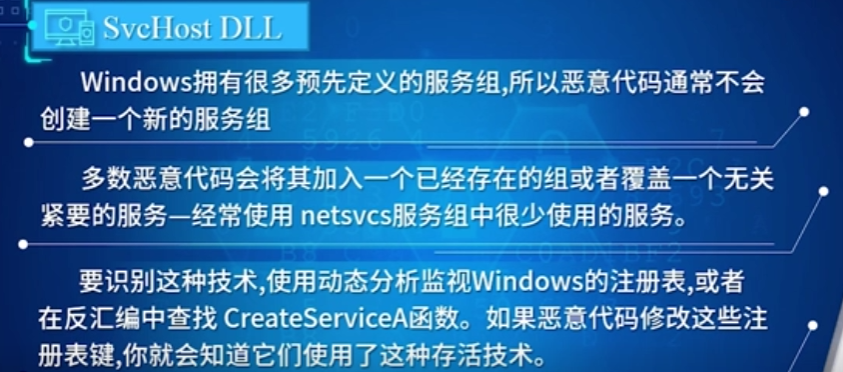 SvcHost DLL
Windows拥有很多预先定义的服务组,所以恶意代码通常不会
创建一个新的服务组
多数恶意代码会将其加入一个已经存在的组或者覆盖一个无关
紧要的服务—经常使用 netsvcs服务组中很少使用的服务。
要识别这种技术,使用动态分析监视Windows的注册表,或者
在反汇编中查找 CreateServiceA函数。如果恶意代码修改这些注
册表键,你就会知道它们使用了这种存活技术。